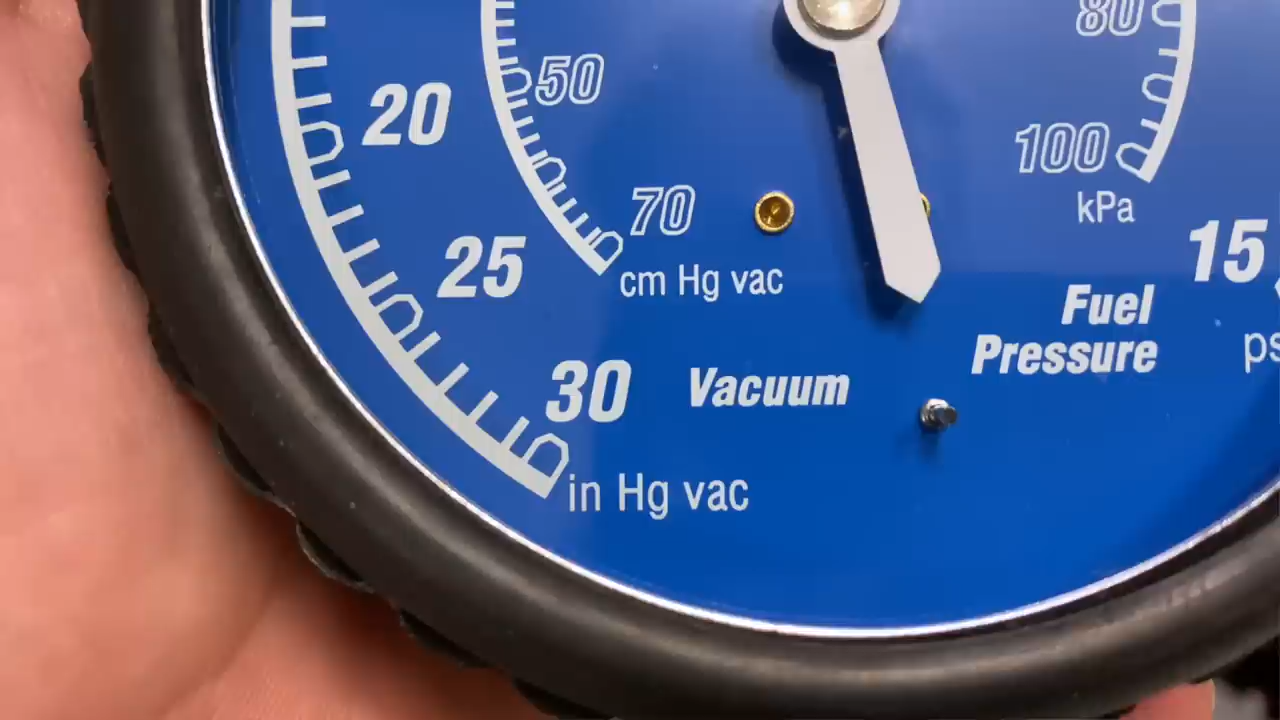 80
50
20
100
70
kPa
15
25
cm Hg vac
Fuel
Pressure
30
Vacuum
in Hg vac